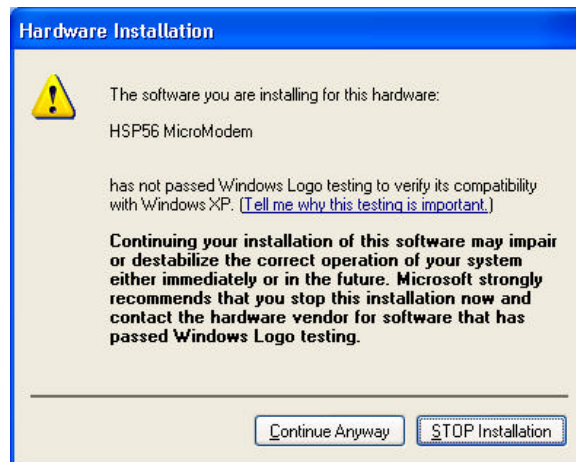 Hardware Installation
The software you are installing for this hardware:
HSP56 MicroModem
has not passed Windows Logo testing to verify its compatibility
with Windows XP. (Tell me why this testing is important.)
Continuing your installation of this software may impair
or destabilize the correct operation of your system
either immediately or in the future. Microsoft strongly
recommends that you stop this installation now and
contact the hardware vendor for software that has
passed Windows Logo testing.
Continue Anyway STOP Installation